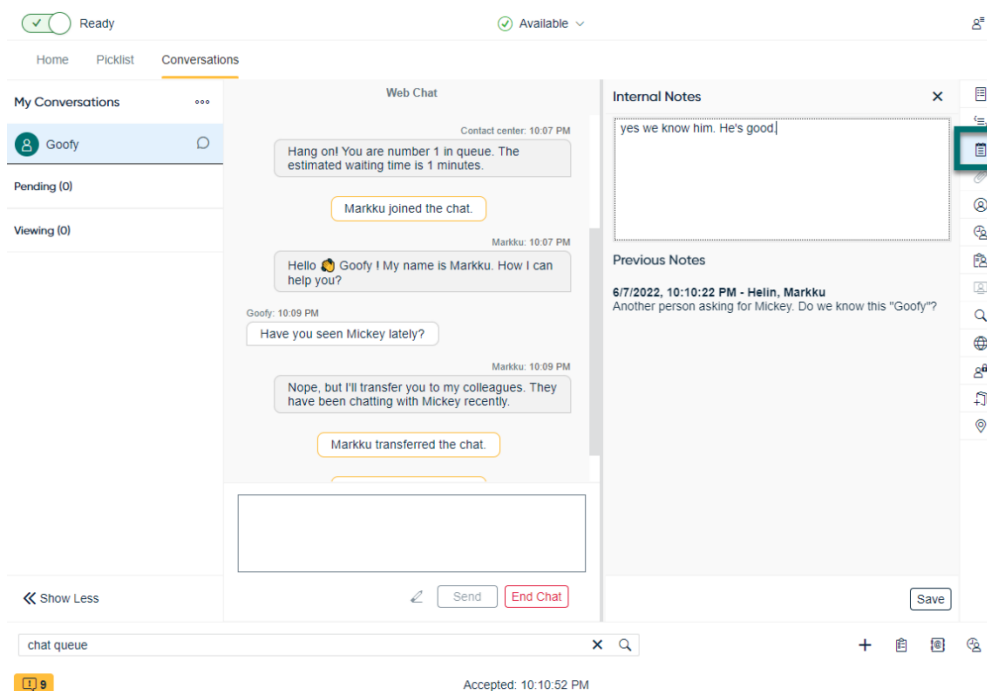 Ready
Available
Home Picklist Conversations
My Conversations
Goofy
Pending (0)
Viewing (0)
Show Less
Web Chat
Contact center: 10:07 PM
Hang on! You are number 1 in queue. The
estimated waiting time is 1 minutes.
Markku joined the chat.
Markku: 10:07 PM
Hello 👏 Goofy ! My name is Markku. How I can
help you?
Goofy: 10:09 PM
Have you seen Mickey lately?
Markku: 10:09 PM
Nope, but I'll transfer you to my colleagues. They
have been chatting with Mickey recently.
Markku transferred the chat.
Send End Chat
Internal Notes
yes we know him. He's good.
Previous Notes
6/7/2022, 10:10:22 PM - Helin, Markku
Another person asking for Mickey. Do we know this "Goofy"?
Save
chat queue
9
Accepted: 10:10:52 PM